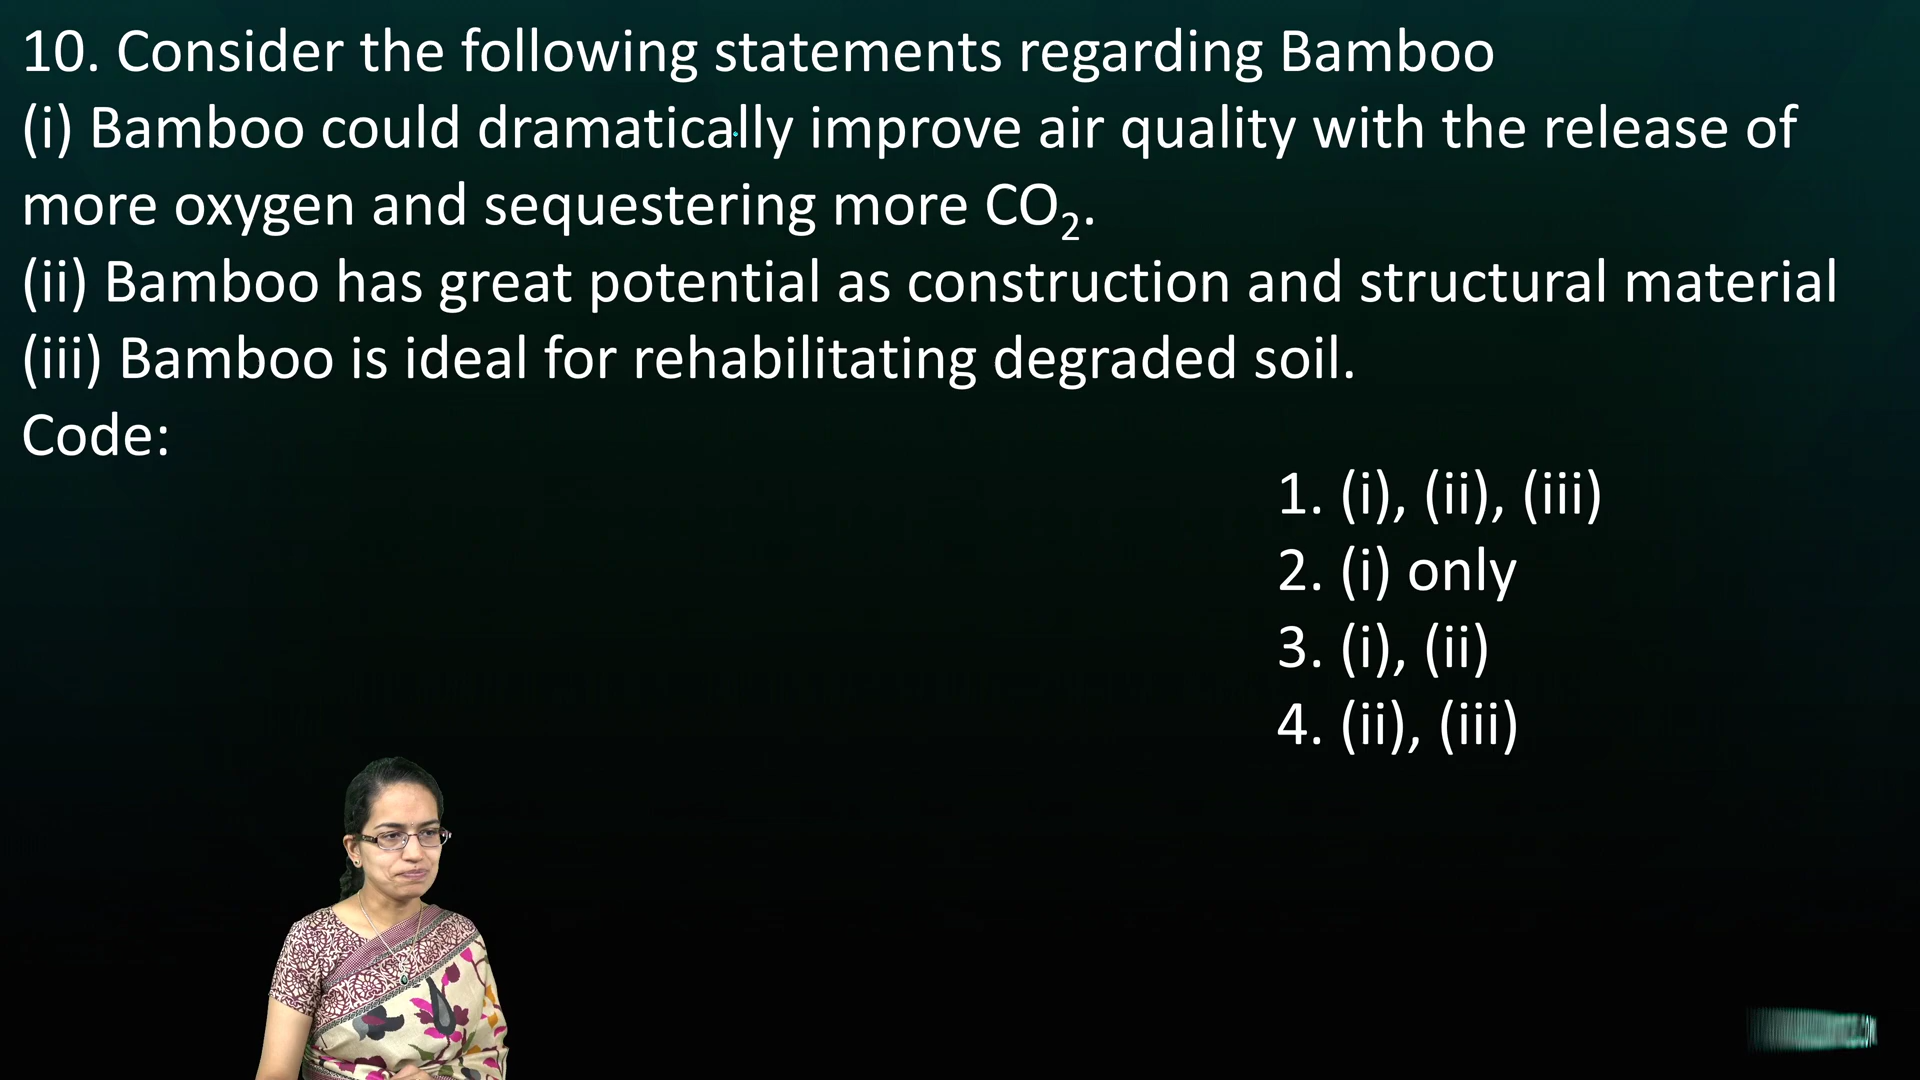 10. Consider the following statements regarding Bamboo
(i) Bamboo could dramatically improve air quality with the release of
more oxygen and sequestering more CO₂.
(ii) Bamboo has great potential as construction and structural material
(iii) Bamboo is ideal for rehabilitating degraded soil.
Code:
1. (i), (ii), (iii)
2. (i) only
3. (i), (ii)
4. (ii), (iii)